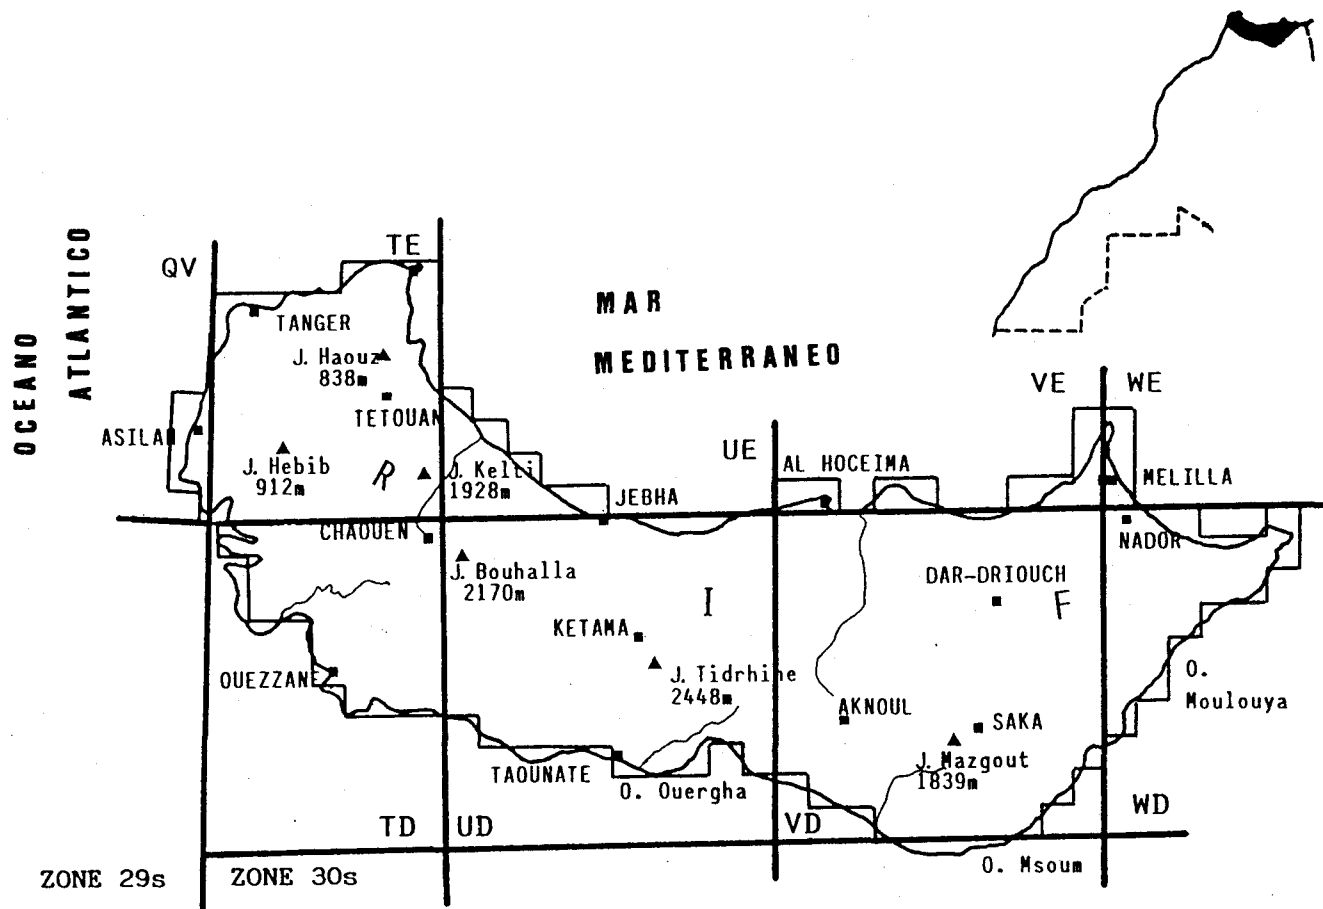 OCEANO
ATLANTICO
QV
TE
TANGER
J. Haouz
838m
TETOUAN
ASILAH
J. Hebib
912m
R
J. Kelti
1928m
CHAOUEN
MAR
MEDITERRANEO
UE
AL HOCEIMA
JEBHA
VE
WE
MELILLA
NADOR
J. Bouhalla
2170m
I
DAR-DRIOUCH
F
KETAMA
J. Tidrhine
2448m
OUEZZANE
AKNOUL
SAKA
J. Mazgout
1839m
O.
Moulouya
TAOUNATE
O. Ouergha
TD
UD
VD
WD
O. Msoum
ZONE 29s
ZONE 30s